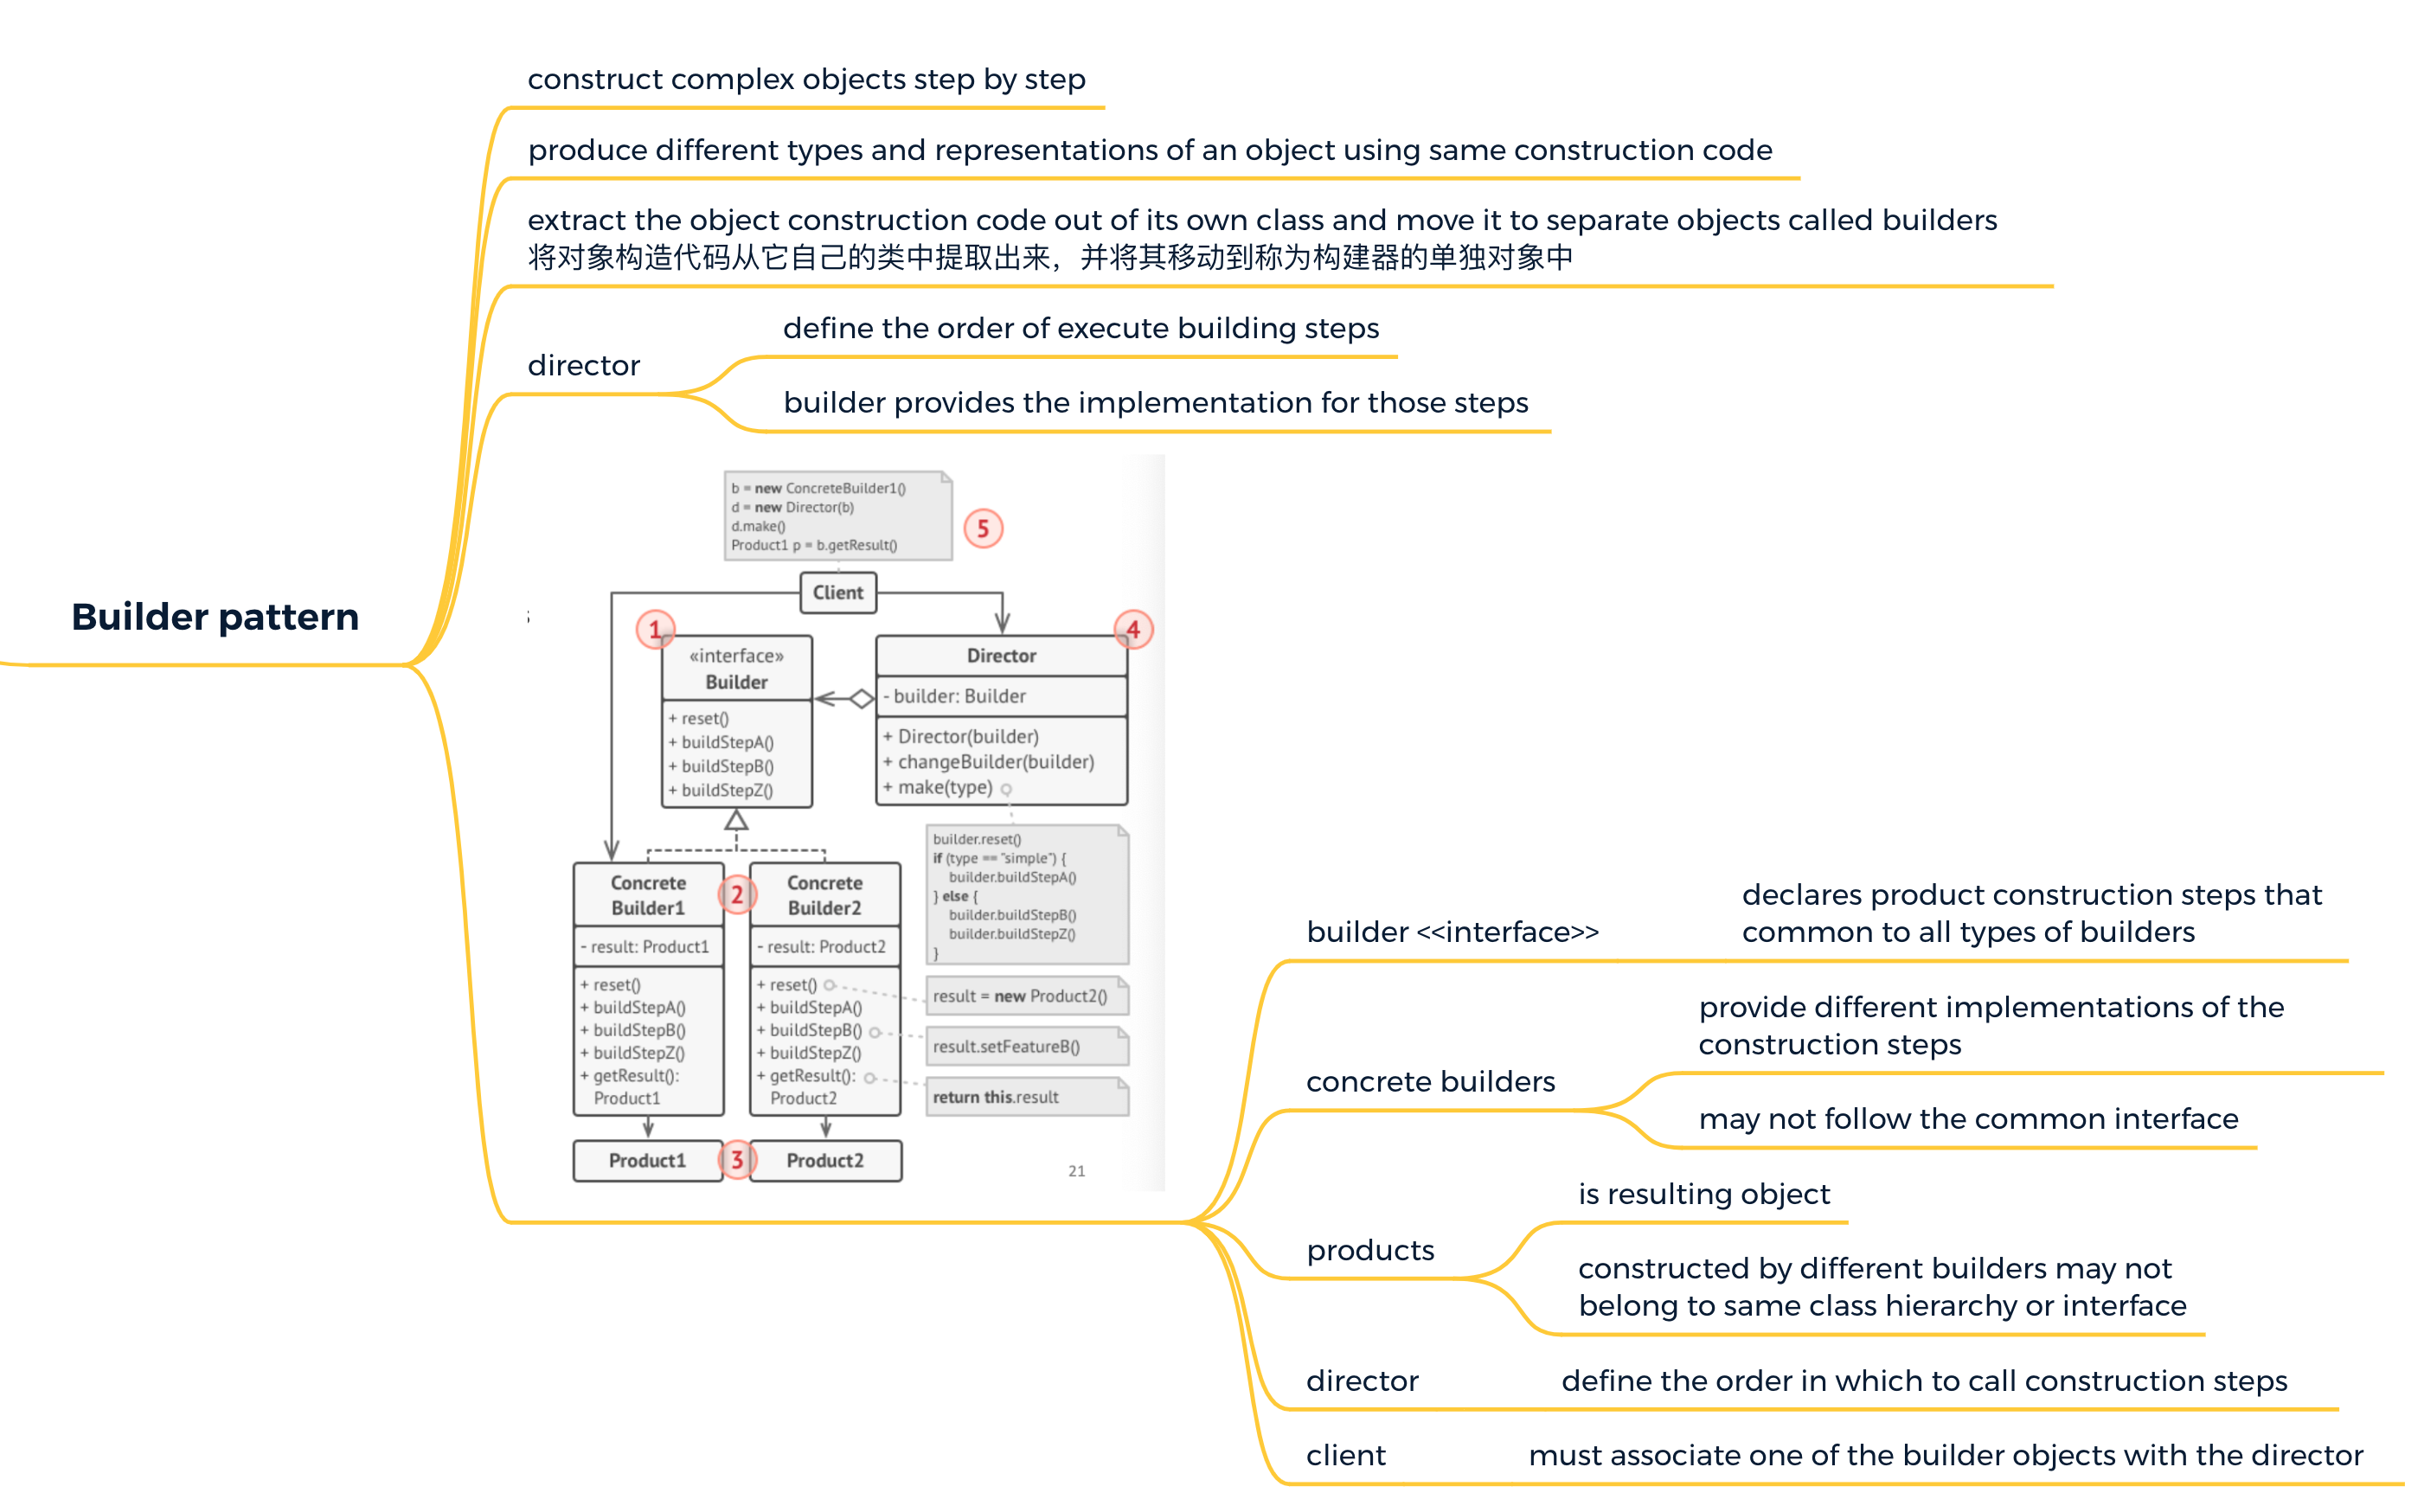 construct complex objects step by step
produce different types and representations of an object using same construction code
extract the object construction code out of its own class and move it to separate objects called builders
将对象构造代码从它自己的类中提取出来，并将其移动到称为构建器的单独对象中
define the order of execute building steps
director
builder provides the implementation for those steps
Builder pattern
b = new ConcreteBuilder1()
d = new Director(b)
d.make()
Product1 p = b.getResult()
5
Client
1
«interface»
Builder
+ reset()
+ buildStepA()
+ buildStepB()
+ buildStepZ()
4
Director
- builder: Builder
+ Director(builder)
+ changeBuilder(builder)
+ make(type)
builder.reset()
if (type == "simple") {
builder.buildStepA()
} else {
builder.buildStepB()
builder.buildStepZ()
}
Concrete
Builder1
- result: Product1
+ reset()
+ buildStepA()
+ buildStepB()
+ buildStepZ()
+ getResult():
Product1
2
Concrete
Builder2
- result: Product2
+ reset()
+ buildStepA()
+ buildStepB()
+ buildStepZ()
+ getResult():
Product2
result = new Product2()
result.setFeatureB()
return this.result
Product1
3
Product2
21
builder <<interface>>
declares product construction steps that
common to all types of builders
concrete builders
provide different implementations of the
construction steps
may not follow the common interface
products
is resulting object
constructed by different builders may not
belong to same class hierarchy or interface
director
define the order in which to call construction steps
client
must associate one of the builder objects with the director